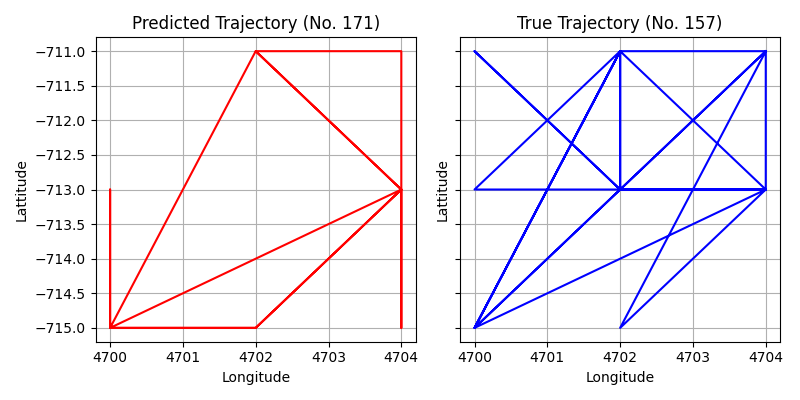 Predicted Trajectory (No. 171)
True Trajectory (No. 157)
Lattitude
−711.0
−711.5
−712.0
−712.5
−713.0
−713.5
−714.0
−714.5
−715.0
4700 4701 4702 4703 4704
Longitude
Lattitude
4700 4701 4702 4703 4704
Longitude